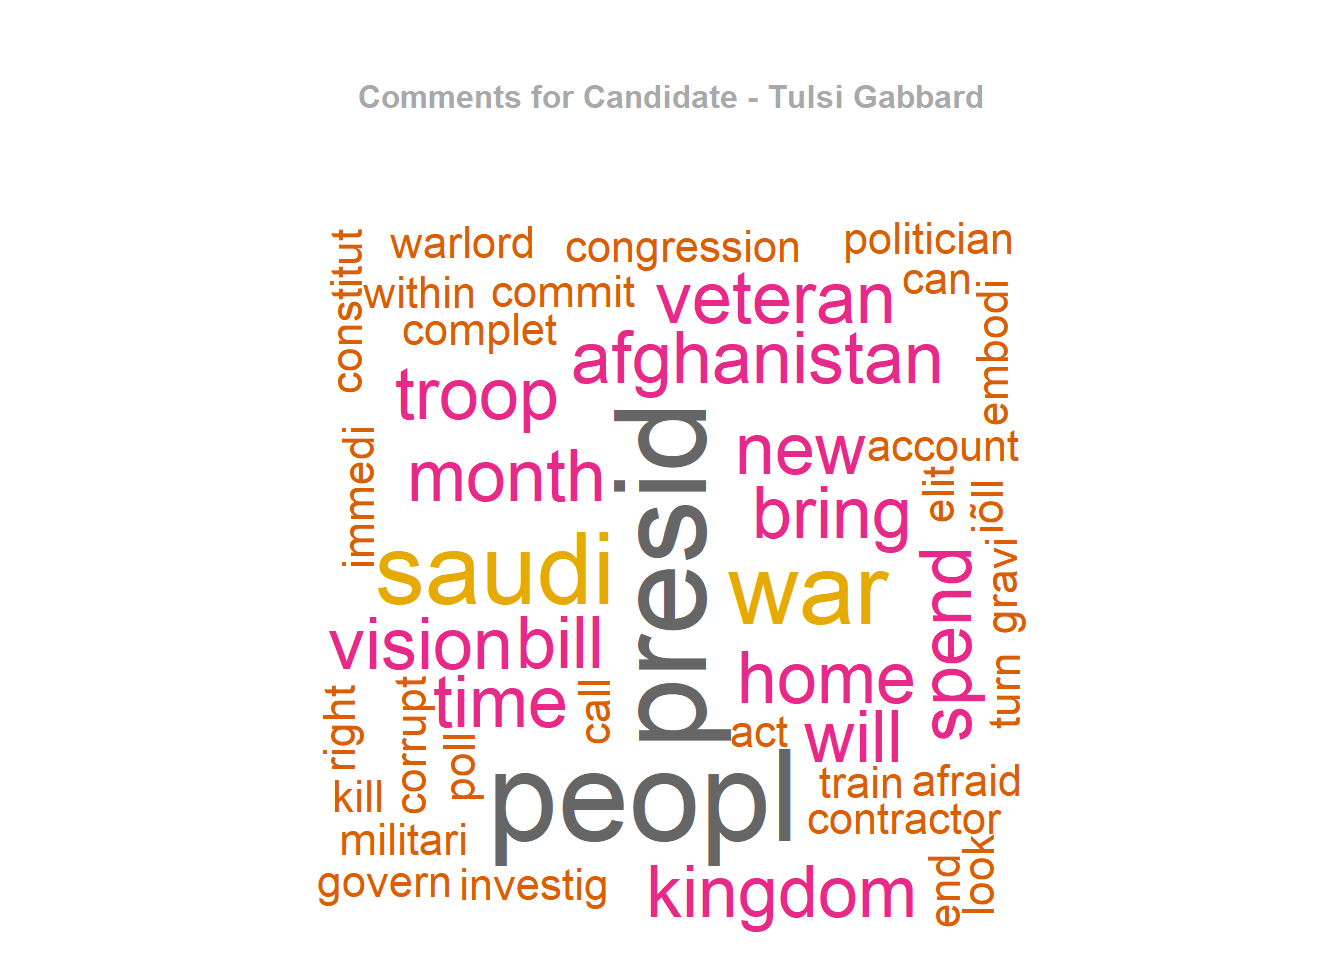 Comments for Candidate - Tulsi Gabbard
constitut
warlord
congression
politician
within
commit
veteran
can
complet
afghanistan
embodi
troop
presid
new
account
immedi
month
bring
elit
iõll
saudi
war
spend
gravi
vision
bill
home
turn
right
corrupt
time
call
act
will
poll
kill
peopl
train
afraid
militari
contractor
look
govern
investig
kingdom
end